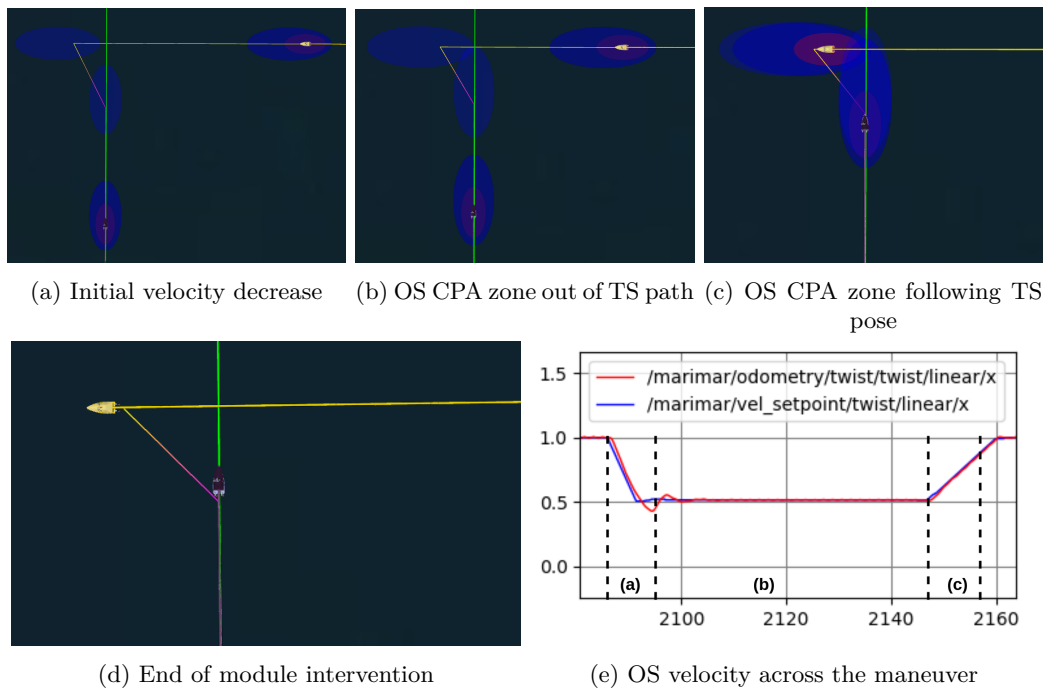 (a) Initial velocity decrease
(b) OS CPA zone out of TS path
(c) OS CPA zone following TS
pose
1.5
1.0
0.5
0.0
/marimar/odometry/twist/twist/linear/x
/marimar/vel_setpoint/twist/linear/x
(a)
(b)
(c)
2100
2120
2140
2160
(d) End of module intervention
(e) OS velocity across the maneuver